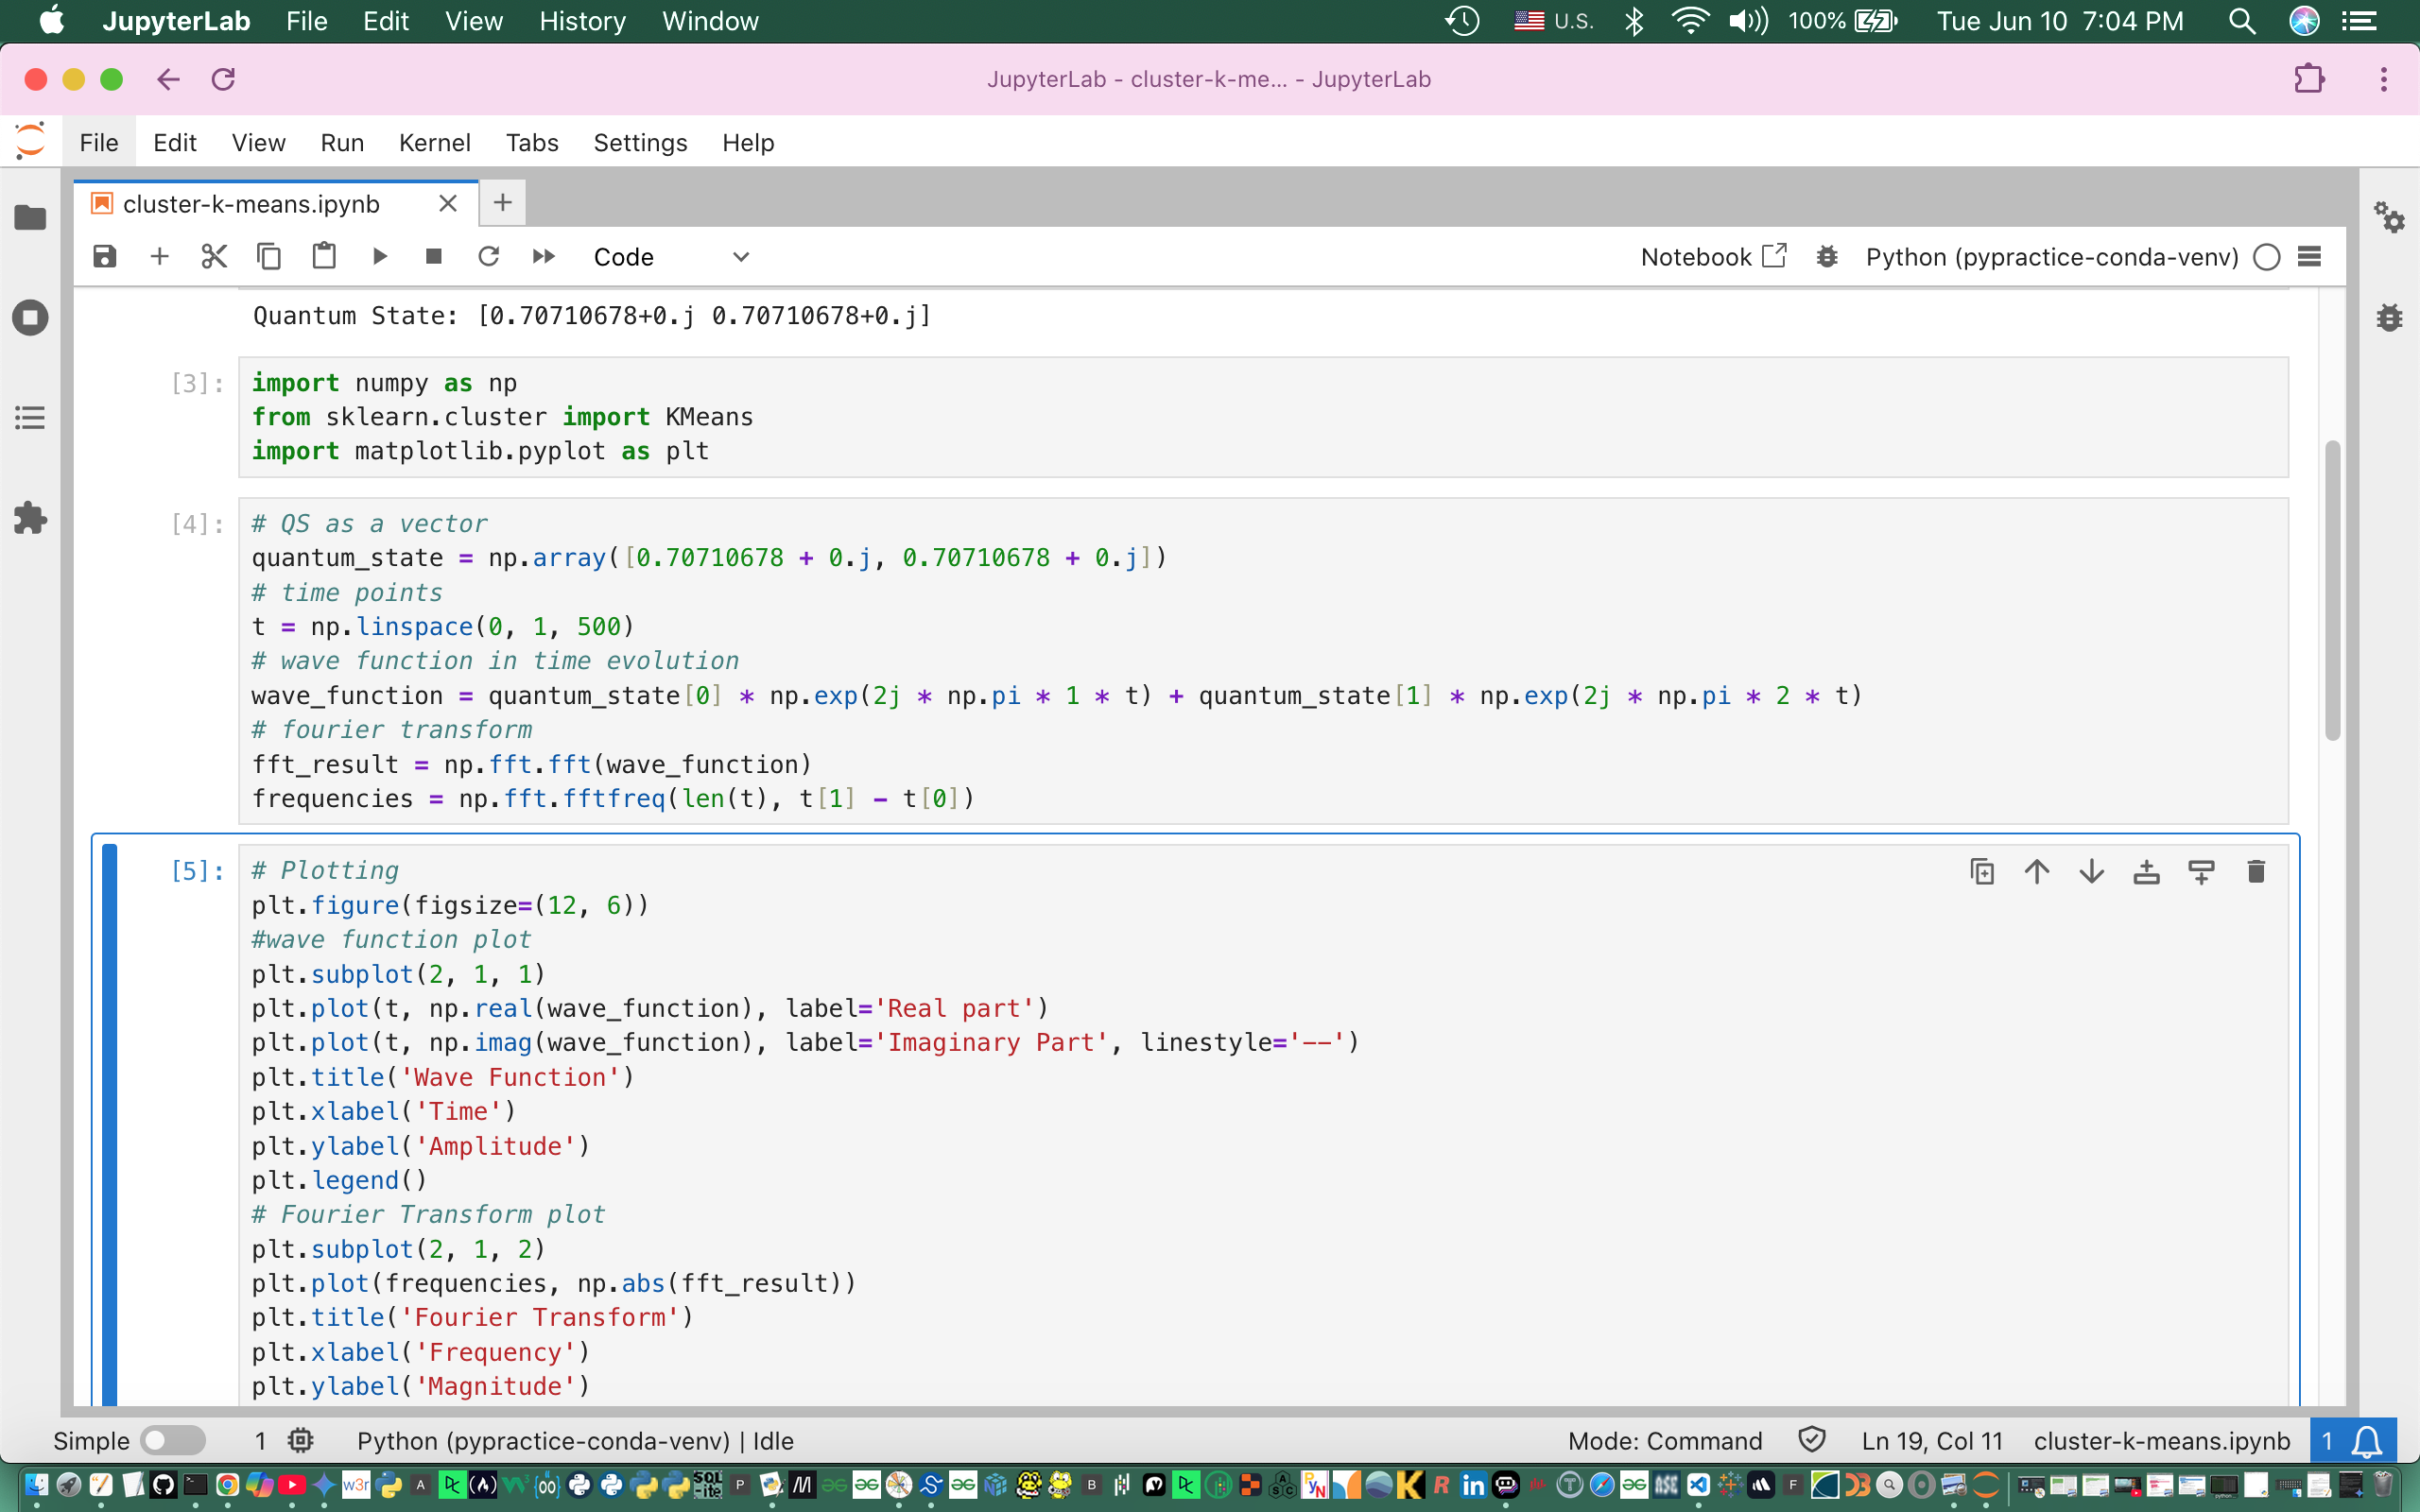 JupyterLab File Edit View History Window U.S. 100% Tue Jun 10 7:04 PM
JupyterLab - cluster-k-me... - JupyterLab
File Edit View Run Kernel Tabs Settings Help
cluster-k-means.ipynb
Code Notebook Python (pypractice-conda-venv)
Quantum State: [0.70710678+0.j 0.70710678+0.j]
[3]: import numpy as np
from sklearn.cluster import KMeans
import matplotlib.pyplot as plt
[4]: # QS as a vector
quantum_state = np.array([0.70710678 + 0.j, 0.70710678 + 0.j])
# time points
t = np.linspace(0, 1, 500)
# wave function in time evolution
wave_function = quantum_state[0] * np.exp(2j * np.pi * 1 * t) + quantum_state[1] * np.exp(2j * np.pi * 2 * t)
# fourier transform
fft_result = np.fft.fft(wave_function)
frequencies = np.fft.fftfreq(len(t), t[1] - t[0])
[5]: # Plotting
plt.figure(figsize=(12, 6))
#wave function plot
plt.subplot(2, 1, 1)
plt.plot(t, np.real(wave_function), label='Real part')
plt.plot(t, np.imag(wave_function), label='Imaginary Part', linestyle='--')
plt.title('Wave Function')
plt.xlabel('Time')
plt.ylabel('Amplitude')
plt.legend()
# Fourier Transform plot
plt.subplot(2, 1, 2)
plt.plot(frequencies, np.abs(fft_result))
plt.title('Fourier Transform')
plt.xlabel('Frequency')
plt.ylabel('Magnitude')
Simple 1 Python (pypractice-conda-venv) | Idle Mode: Command Ln 19, Col 11 cluster-k-means.ipynb 1